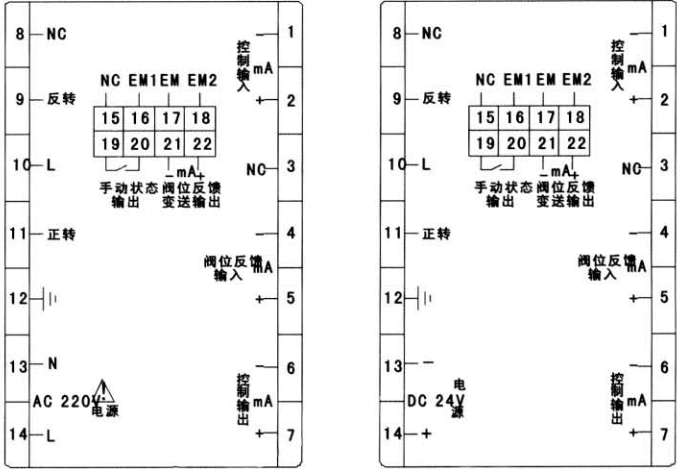 8 NC
9 反转
10 L
11 正转
12
13 N
AC 220V
电源
14 L
NC EM1 EM EM2
15 16 17 18
19 20 21 22
- mA +
手动状态 阀位反馈
输出 变送输出
控制输入
- 1
mA
+ 2
NC 3
- 4
阀位反馈
输入
mA
+ 5
- 6
控制输出
mA
+ 7
8 NC
9 反转
10 L
11 正转
12
13 -
DC 24V
电源
14 +
NC EM1 EM EM2
15 16 17 18
19 20 21 22
- mA +
手动状态 阀位反馈
输出 变送输出
控制输入
- 1
mA
+ 2
NC 3
- 4
阀位反馈
输入
mA
+ 5
- 6
控制输出
mA
+ 7